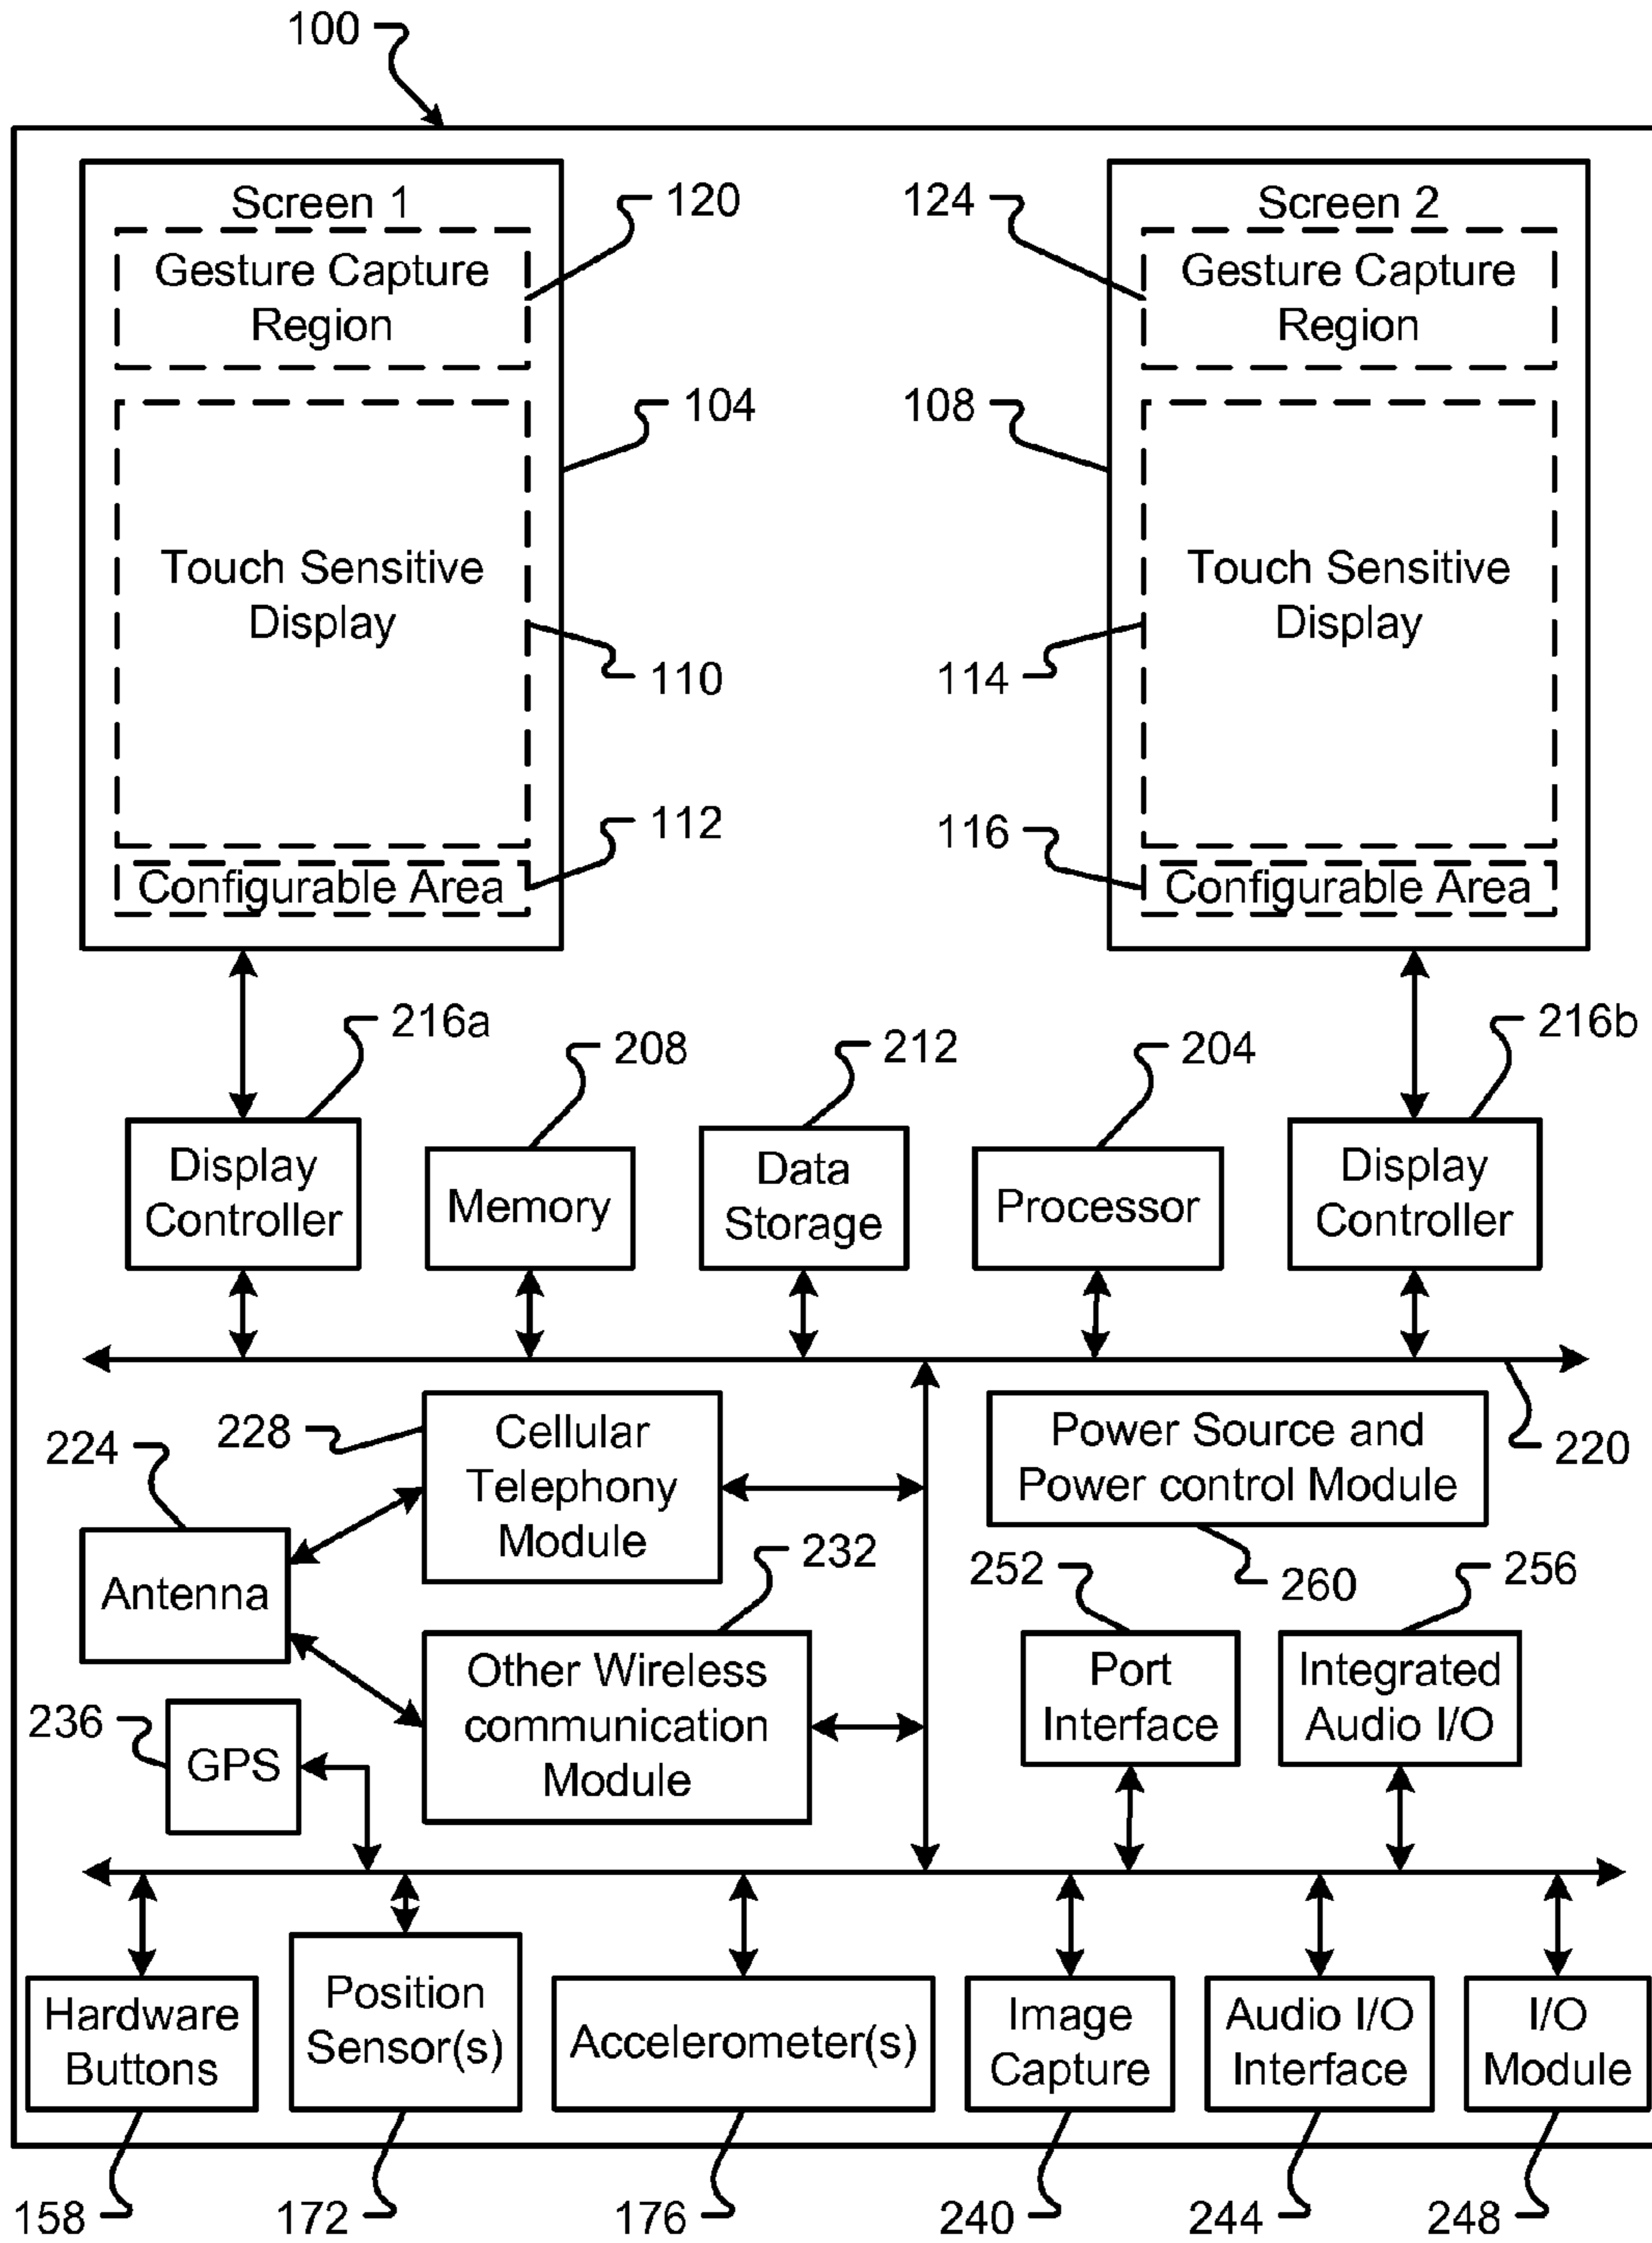 100
Screen 1
120
124
Screen 2
Gesture Capture
Region
Gesture Capture
Region
104
108
Touch Sensitive
Display
Touch Sensitive
Display
110
114
112
116
Configurable Area
Configurable Area
216a
208
212
204
216b
Display
Controller
Memory
Data
Storage
Processor
Display
Controller
228
Cellular
Telephony
Module
Power Source and
Power control Module
220
224
Antenna
232
252
260
256
Other Wireless
communication
Module
Port
Interface
Integrated
Audio I/O
236
GPS
Hardware
Buttons
Position
Sensor(s)
Accelerometer(s)
Image
Capture
Audio I/O
Interface
I/O
Module
158
172
176
240
244
248